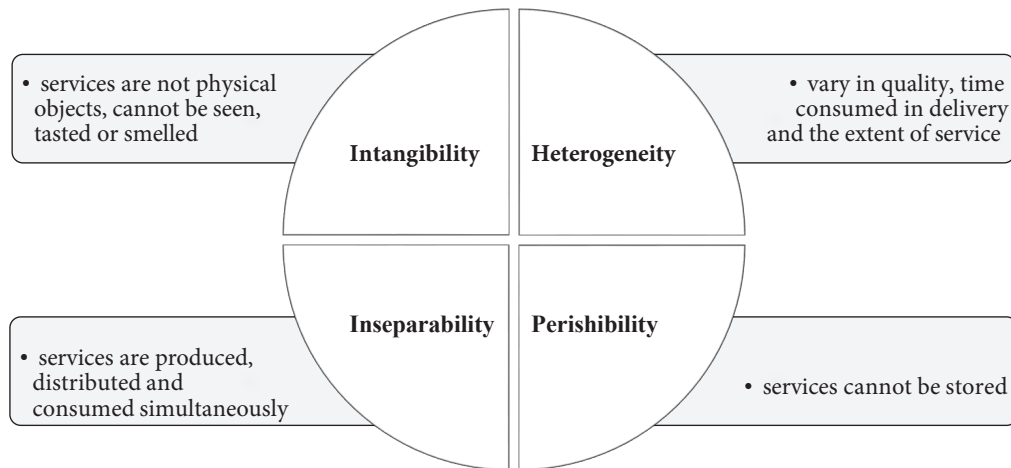 • services are not physical
objects, cannot be seen,
tasted or smelled
Intangibility
Heterogeneity
• vary in quality, time
consumed in delivery
and the extent of service
Inseparability
Perishibility
• services are produced,
distributed and
consumed simultaneously
• services cannot be stored